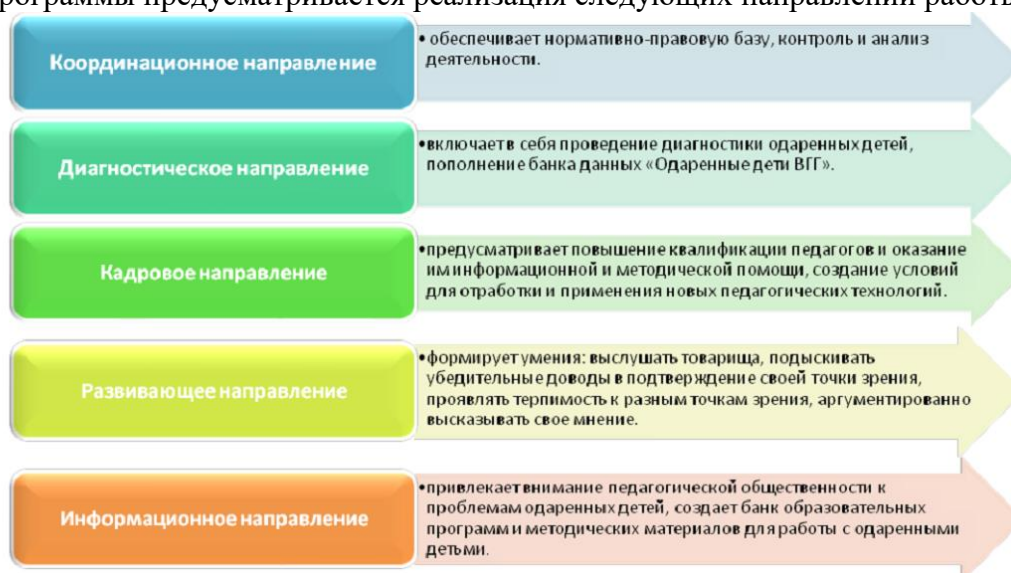 рограммы предусматривается реализация следующих направлений работы
Координационное направление
• обеспечивает нормативно-правовую базу, контроль и анализ
деятельности.
Диагностическое направление
•включает в себя проведение диагностики одаренных детей,
пополнение банка данных «Одаренные дети ВГГ».
Кадровое направление
•предусматривает повышение квалификации педагогов и оказание
им информационной и методической помощи, создание условий
для отработки и применения новых педагогических технологий.
Развивающее направление
•формирует умения: выслушать товарища, подыскивать
убедительные доводы в подтверждение своей точки зрения,
проявлять терпимость к разным точкам зрения, аргументированно
высказывать свое мнение.
Информационное направление
•привлекает внимание педагогической общественности к
проблемам одаренных детей, создает банк образовательных
программ и методических материалов для работы с одаренными
детьми.